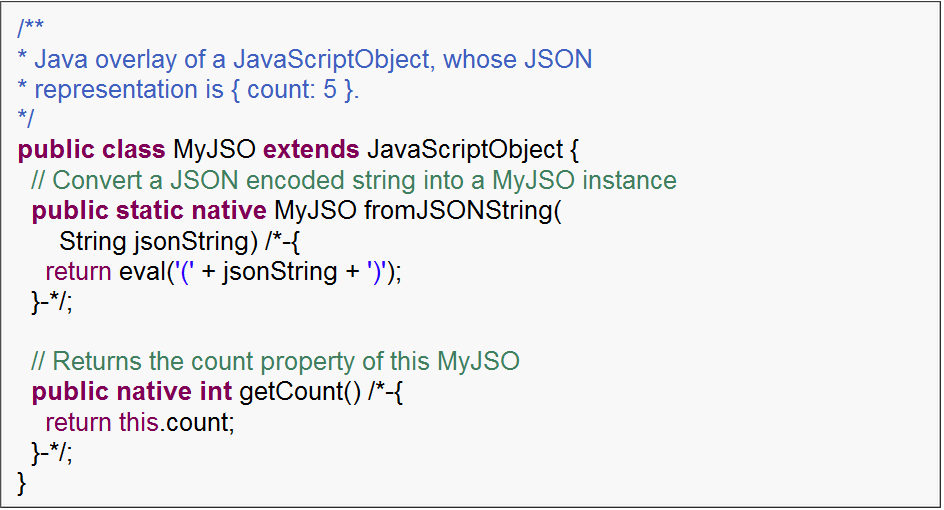 /**
* Java overlay of a JavaScriptObject, whose JSON
* representation is { count: 5 }.
*/
public class MyJSO extends JavaScriptObject {
// Convert a JSON encoded string into a MyJSO instance
public static native MyJSO fromJSONString(
String jsonString) /*-{
return eval('(' + jsonString + ')');
}-*/;
// Returns the count property of this MyJSO
public native int getCount() /*-{
return this.count;
}-*/;
}